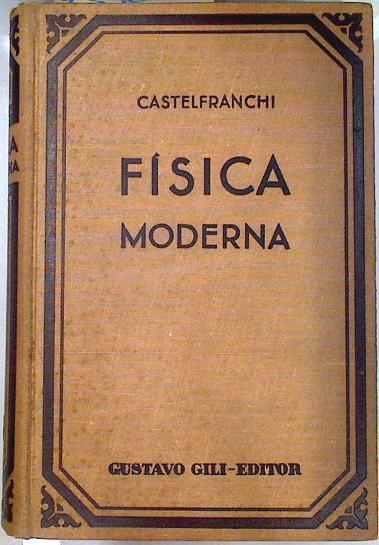 CASTELFRANCHI
FÍSICA
MODERNA
GUSTAVO GILI-EDITOR